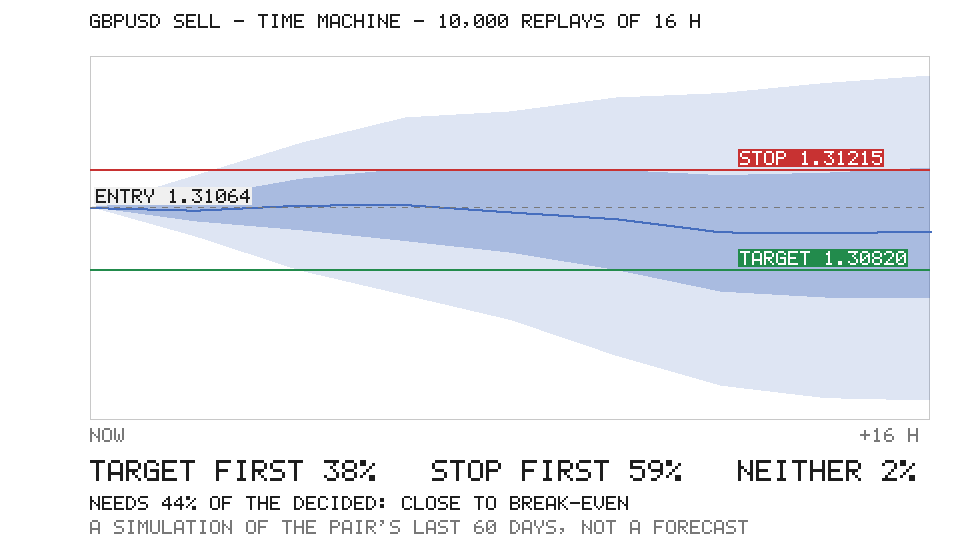 GBPUSD SELL - TIME MACHINE - 10,000 REPLAYS OF 16 H
STOP 1.31215
ENTRY 1.31064
TARGET 1.30820
NOW +16 H
TARGET FIRST 38% STOP FIRST 59% NEITHER 2%
NEEDS 44% OF THE DECIDED: CLOSE TO BREAK-EVEN
A SIMULATION OF THE PAIR'S LAST 60 DAYS, NOT A FORECAST